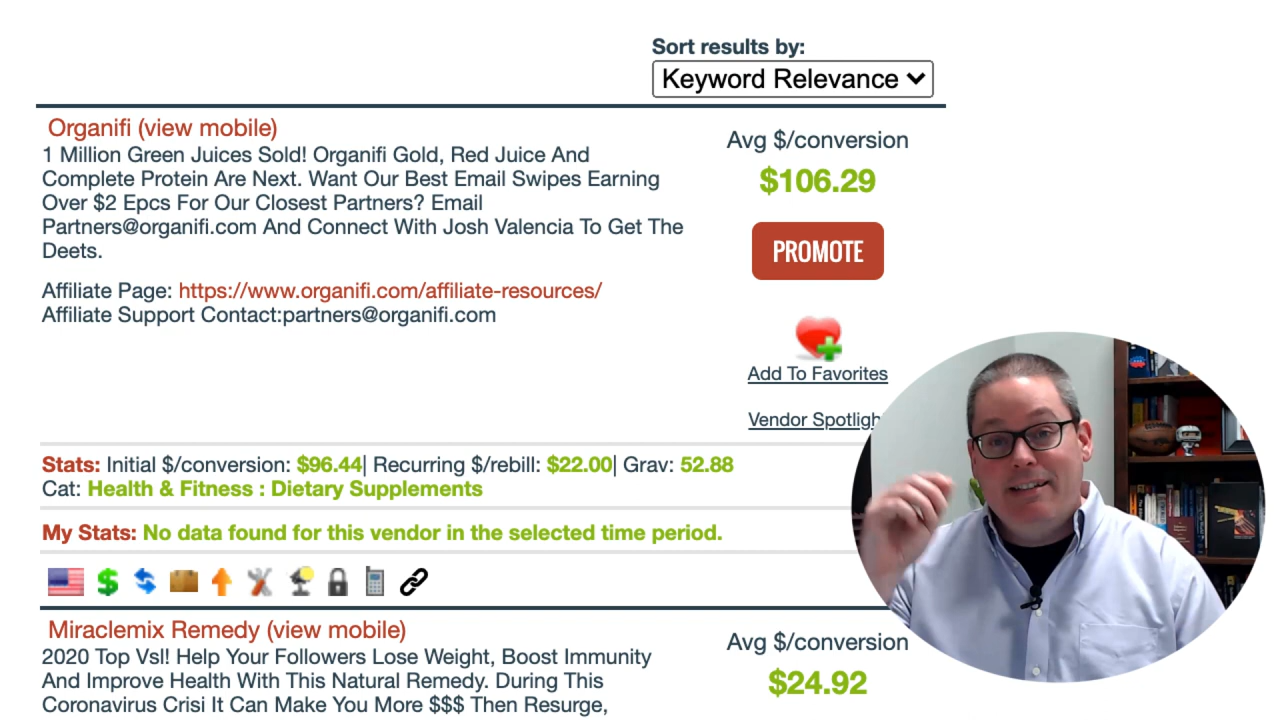 Sort results by:
Keyword Relevance
Organifi (view mobile)
1 Million Green Juices Sold! Organifi Gold, Red Juice And
Complete Protein Are Next. Want Our Best Email Swipes Earning
Over $2 Epcs For Our Closest Partners? Email
Partners@organifi.com And Connect With Josh Valencia To Get The
Deets.
Affiliate Page: https://www.organifi.com/affiliate-resources/
Affiliate Support Contact:partners@organifi.com
Avg $/conversion
$106.29
PROMOTE
Add To Favorites
Vendor Spotligh
Stats: Initial $/conversion: $96.44| Recurring $/rebill: $22.00| Grav: 52.88
Cat: Health & Fitness : Dietary Supplements
My Stats: No data found for this vendor in the selected time period.
Miraclemix Remedy (view mobile)
2020 Top Vsl! Help Your Followers Lose Weight, Boost Immunity
And Improve Health With This Natural Remedy. During This
Coronavirus Crisi It Can Make You More $$$ Then Resurge,
Avg $/conversion
$24.92